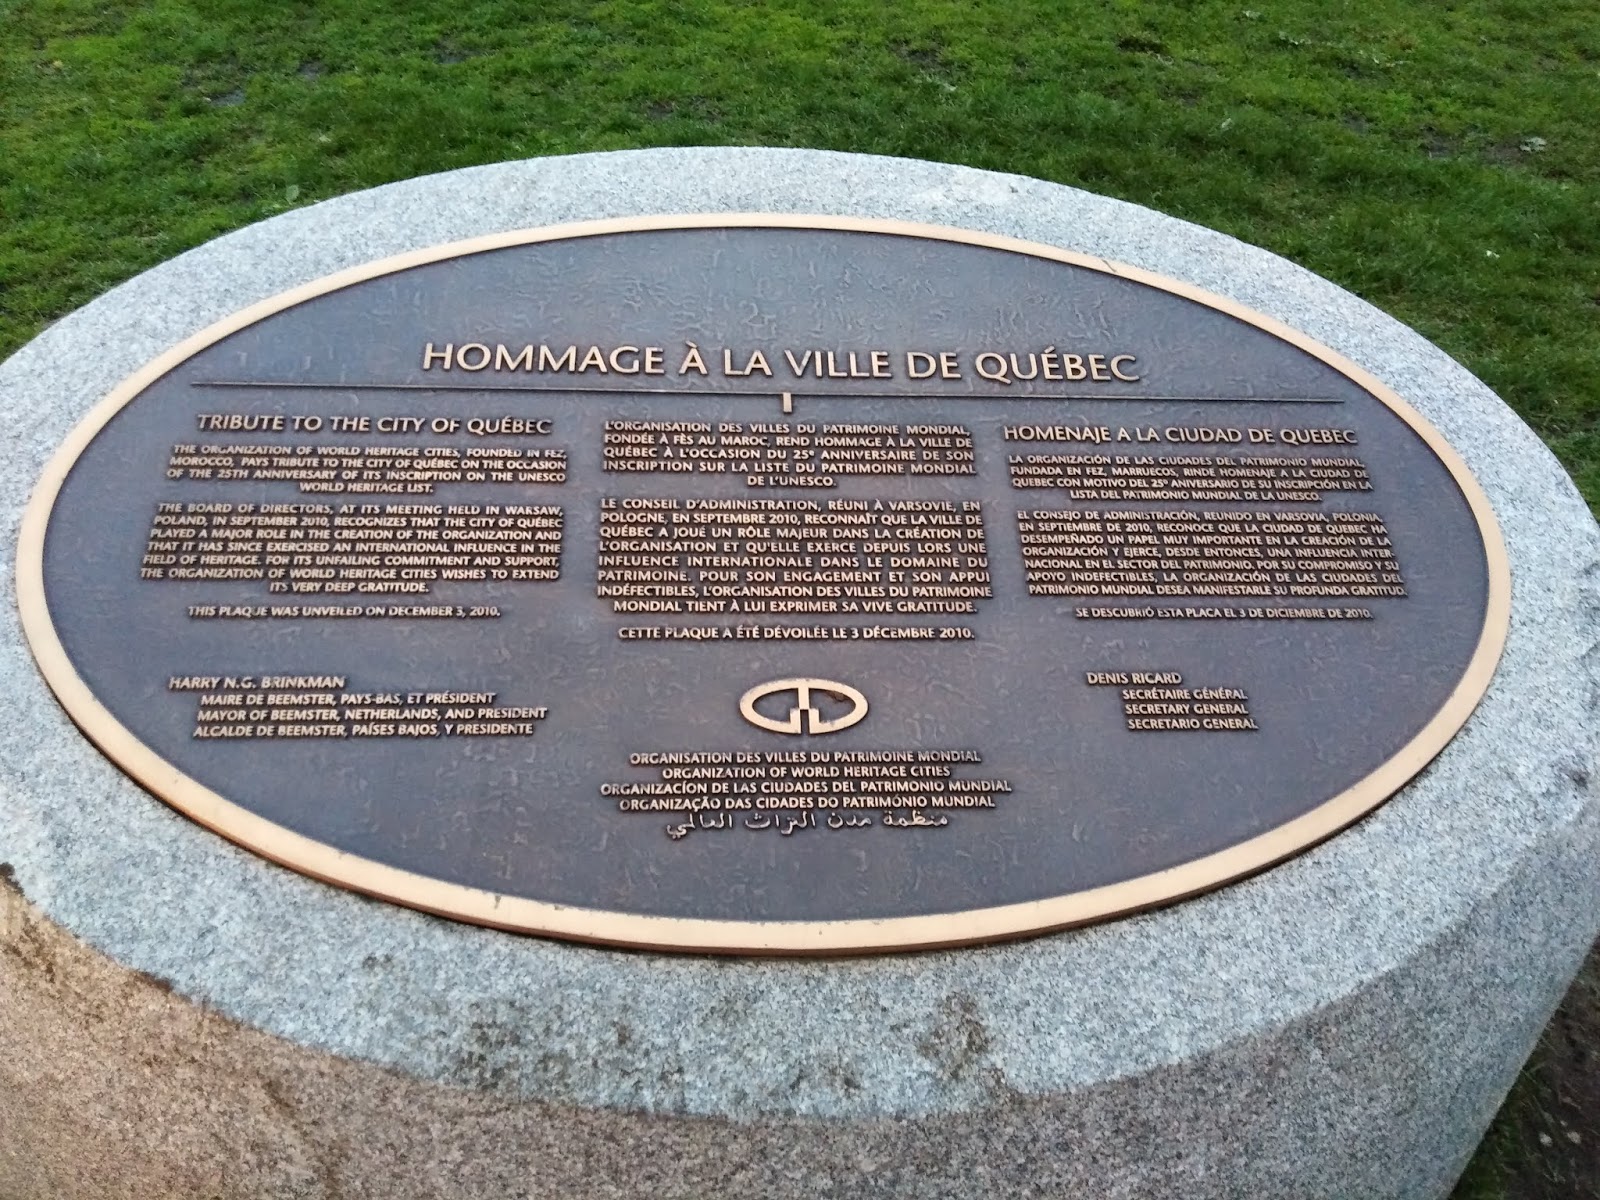 HOMMAGE À LA VILLE DE QUÉBEC
TRIBUTE TO THE CITY OF QUÉBEC
THE ORGANIZATION OF WORLD HERITAGE CITIES, FOUNDED IN FEZ,
MOROCCO, PAYS TRIBUTE TO THE CITY OF QUÉBEC ON THE OCCASION
OF THE 25TH ANNIVERSARY OF ITS INSCRIPTION ON THE UNESCO
WORLD HERITAGE LIST.
THE BOARD OF DIRECTORS, AT ITS MEETING HELD IN WARSAW,
POLAND, IN SEPTEMBER 2010, RECOGNIZES THAT THE CITY OF QUÉBEC
PLAYED A MAJOR ROLE IN THE CREATION OF THE ORGANIZATION AND
THAT IT HAS SINCE EXERCISED AN INTERNATIONAL INFLUENCE IN THE
FIELD OF HERITAGE. FOR ITS UNFAILING COMMITMENT AND SUPPORT,
THE ORGANIZATION OF WORLD HERITAGE CITIES WISHES TO EXTEND
ITS VERY DEEP GRATITUDE.
THIS PLAQUE WAS UNVEILED ON DECEMBER 3, 2010.
L'ORGANISATION DES VILLES DU PATRIMOINE MONDIAL,
FONDÉE À FÈS AU MAROC, REND HOMMAGE À LA VILLE DE
QUÉBEC À L'OCCASION DU 25e ANNIVERSAIRE DE SON
INSCRIPTION SUR LA LISTE DU PATRIMOINE MONDIAL
DE L'UNESCO.
LE CONSEIL D'ADMINISTRATION, RÉUNI À VARSOVIE, EN
POLOGNE, EN SEPTEMBRE 2010, RECONNAÎT QUE LA VILLE DE
QUÉBEC A JOUÉ UN RÔLE MAJEUR DANS LA CRÉATION DE
L'ORGANISATION ET QU'ELLE EXERCE DEPUIS LORS UNE
INFLUENCE INTERNATIONALE DANS LE DOMAINE DU
PATRIMOINE. POUR SON ENGAGEMENT ET SON APPUI
INDÉFECTIBLES, L'ORGANISATION DES VILLES DU PATRIMOINE
MONDIAL TIENT À LUI EXPRIMER SA VIVE GRATITUDE.
CETTE PLAQUE A ÉTÉ DÉVOILÉE LE 3 DÉCEMBRE 2010.
HOMENAJE A LA CIUDAD DE QUEBEC
LA ORGANIZACIÓN DE LAS CIUDADES DEL PATRIMONIO MUNDIAL,
FUNDADA EN FEZ, MARRUECOS, RINDE HOMENAJE A LA CIUDAD DE
QUEBEC CON MOTIVO DEL 25º ANIVERSARIO DE SU INSCRIPCIÓN EN LA
LISTA DEL PATRIMONIO MUNDIAL DE LA UNESCO.
EL CONSEJO DE ADMINISTRACIÓN, REUNIDO EN VARSOVIA, POLONIA,
EN SEPTIEMBRE DE 2010, RECONOCE QUE LA CIUDAD DE QUEBEC HA
DESEMPEÑADO UN PAPEL MUY IMPORTANTE EN LA CREACIÓN DE LA
ORGANIZACIÓN Y EJERCE, DESDE ENTONCES, UNA INFLUENCIA INTER-
NACIONAL EN EL SECTOR DEL PATRIMONIO. POR SU COMPROMISO Y SU
APOYO INDEFECTIBLES, LA ORGANIZACIÓN DE LAS CIUDADES DEL
PATRIMONIO MUNDIAL DESEA MANIFESTARLE SU PROFUNDA GRATITUD.
SE DESCUBRIÓ ESTA PLACA EL 3 DE DICIEMBRE DE 2010.
HARRY N.G. BRINKMAN
MAIRE DE BEEMSTER, PAYS-BAS, ET PRÉSIDENT
MAYOR OF BEEMSTER, NETHERLANDS, AND PRESIDENT
ALCALDE DE BEEMSTER, PAÍSES BAJOS, Y PRESIDENTE
DENIS RICARD
SECRÉTAIRE GÉNÉRAL
SECRETARY GENERAL
SECRETARIO GENERAL
ORGANISATION DES VILLES DU PATRIMOINE MONDIAL
ORGANIZATION OF WORLD HERITAGE CITIES
ORGANIZACÍON DE LAS CIUDADES DEL PATRIMONIO MUNDIAL
ORGANIZAÇÃO DAS CIDADES DO PATRIMÓNIO MUNDIAL
منظمة مدن التراث العالمي